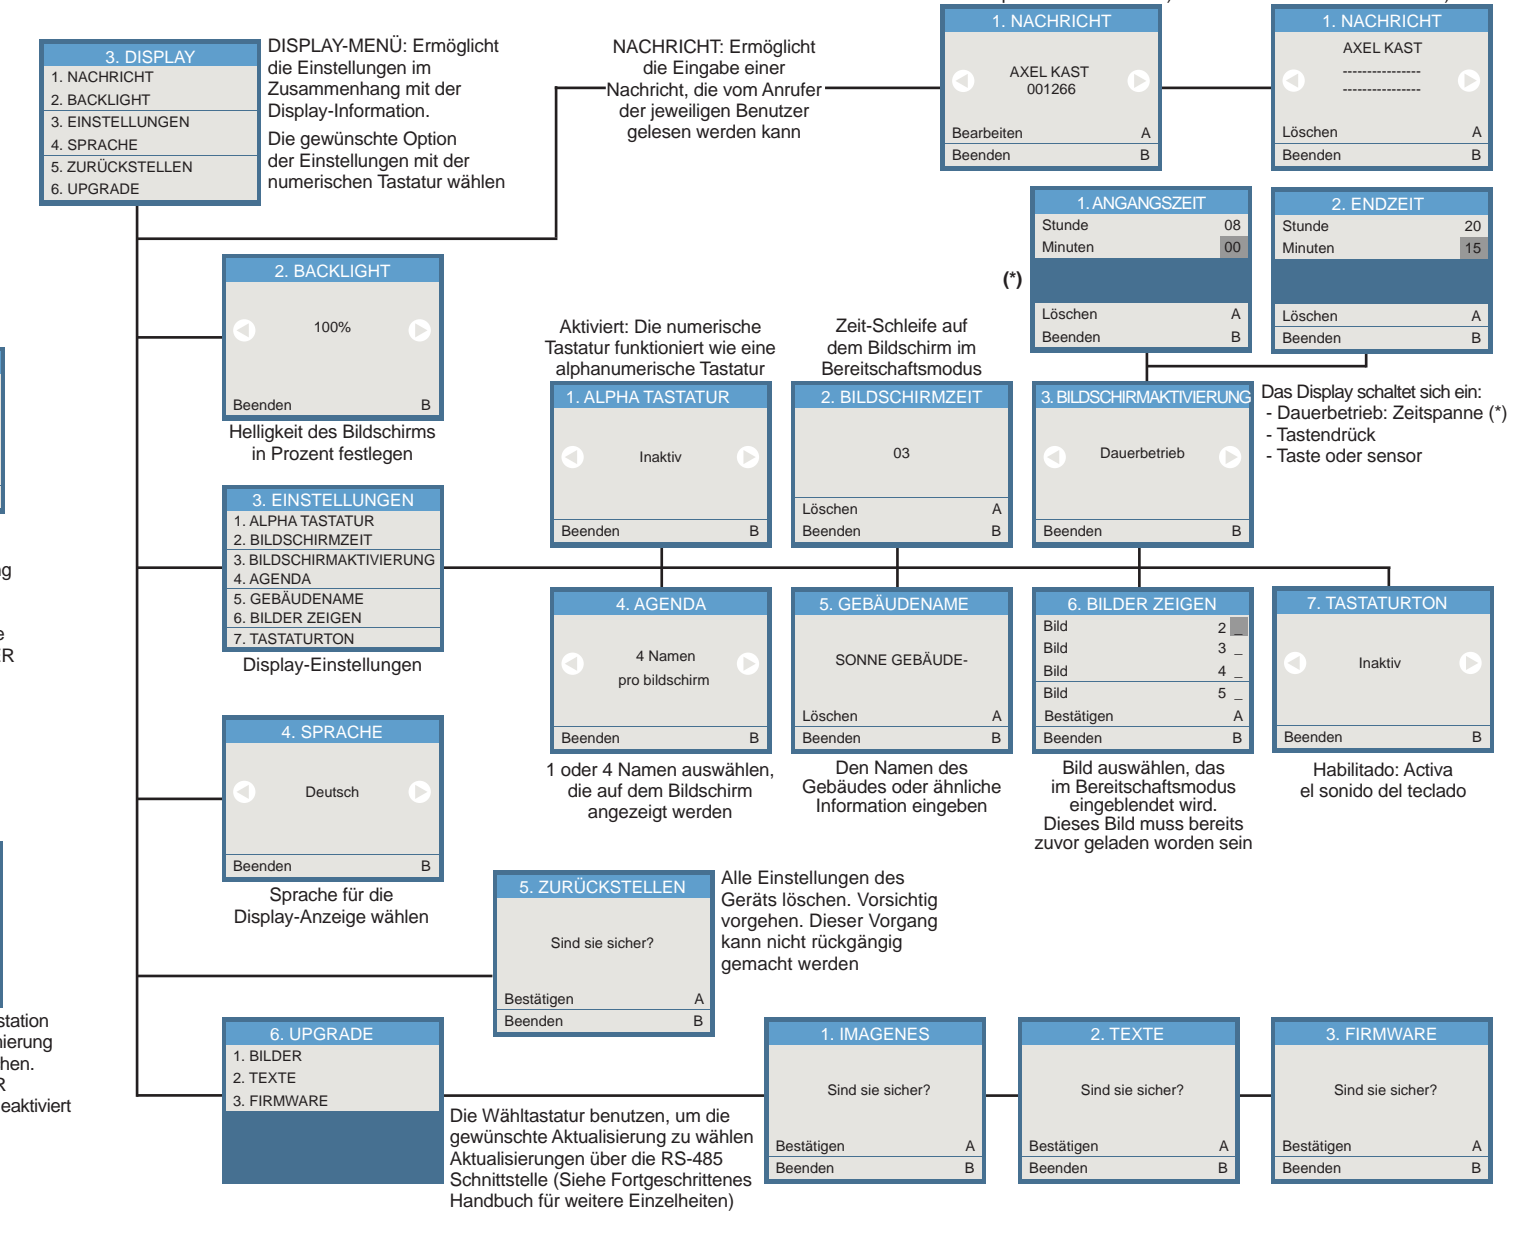 3. DISPLAY
1. NACHRICHT
2. BACKLIGHT
3. EINSTELLUNGEN
4. SPRACHE
5. ZURÜCKSTELLEN
6. UPGRADE
DISPLAY-MENÜ: Ermöglicht
die Einstellungen im
Zusammenhang mit der
Display-Information.
Die gewünschte Option
der Einstellungen mit der
numerischen Tastatur wählen
NACHRICHT: Ermöglicht
die Eingabe einer
Nachricht, die vom Anrufer
der jeweiligen Benutzer
gelesen werden kann
1. NACHRICHT
AXEL KAST
001266
Bearbeiten A
Beenden B
1. NACHRICHT
AXEL KAST
----------------
----------------
Löschen A
Beenden B
1. ANGANGSZEIT
Stunde 08
Minuten 00
Löschen A
Beenden B
2. ENDZEIT
Stunde 20
Minuten 15
Löschen A
Beenden B
(*)
2. BACKLIGHT
100%
Beenden B
Helligkeit des Bildschirms
in Prozent festlegen
Aktiviert: Die numerische
Tastatur funktioniert wie eine
alphanumerische Tastatur
1. ALPHA TASTATUR
Inaktiv
Beenden B
Zeit-Schleife auf
dem Bildschirm im
Bereitschaftsmodus
2. BILDSCHIRMZEIT
03
Löschen A
Beenden B
3. BILDSCHIRMAKTIVIERUNG
Dauerbetrieb
Beenden B
Das Display schaltet sich ein:
- Dauerbetrieb: Zeitspanne (*)
- Tastendrück
- Taste oder sensor
3. EINSTELLUNGEN
1. ALPHA TASTATUR
2. BILDSCHIRMZEIT
3. BILDSCHIRMAKTIVIERUNG
4. AGENDA
5. GEBÄUDENAME
6. BILDER ZEIGEN
7. TASTATURTON
Display-Einstellungen
4. AGENDA
4 Namen
pro bildschirm
Beenden B
1 oder 4 Namen auswählen,
die auf dem Bildschirm
angezeigt werden
5. GEBÄUDENAME
SONNE GEBÄUDE-
Löschen A
Beenden B
Den Namen des
Gebäudes oder ähnliche
Information eingeben
6. BILDER ZEIGEN
Bild 2 _
Bild 3 _
Bild 4 _
Bild 5 _
Bestätigen A
Beenden B
Bild auswählen, das
im Bereitschaftsmodus
eingeblendet wird.
Dieses Bild muss bereits
zuvor geladen worden sein
7. TASTATURTON
Inaktiv
Beenden B
Habilitado: Activa
el sonido del teclado
4. SPRACHE
Deutsch
Beenden B
Sprache für die
Display-Anzeige wählen
5. ZURÜCKSTELLEN
Sind sie sicher?
Bestätigen A
Beenden B
Alle Einstellungen des
Geräts löschen. Vorsichtig
vorgehen. Dieser Vorgang
kann nicht rückgängig
gemacht werden
6. UPGRADE
1. BILDER
2. TEXTE
3. FIRMWARE
Die Wähltastatur benutzen, um die
gewünschte Aktualisierung zu wählen
Aktualisierungen über die RS-485
Schnittstelle (Siehe Fortgeschrittenes
Handbuch für weitere Einzelheiten)
1. IMAGENES
Sind sie sicher?
Bestätigen A
Beenden B
2. TEXTE
Sind sie sicher?
Bestätigen A
Beenden B
3. FIRMWARE
Sind sie sicher?
Bestätigen A
Beenden B